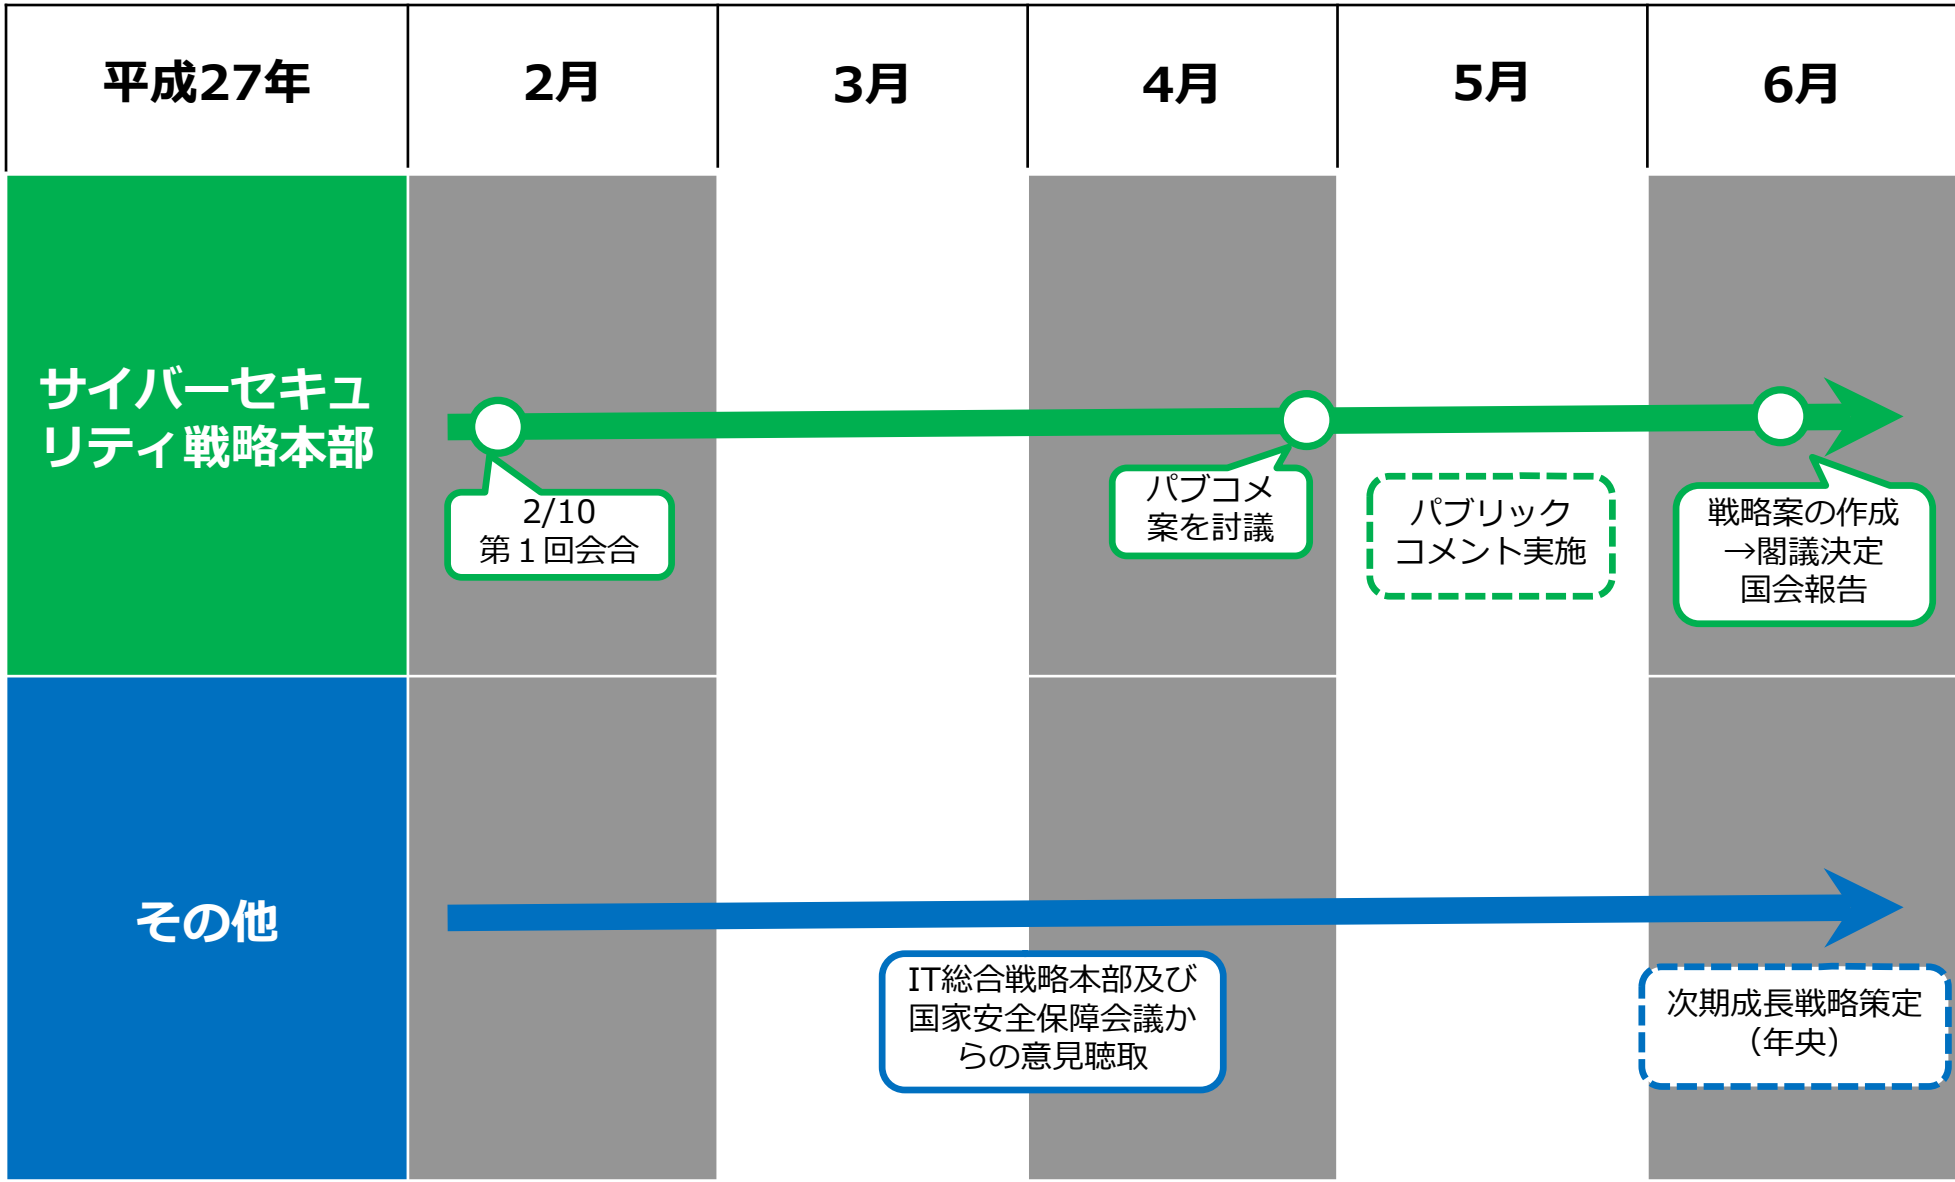 平成27年
2月
3月
4月
5月
6月
サイバーセキュ
リティ戦略本部
2/10
第１回会合
パブコメ
案を討議
パブリック
コメント実施
戦略案の作成
→閣議決定
国会報告
その他
IT総合戦略本部及び
国家安全保障会議か
らの意見聴取
次期成長戦略策定
（年央）